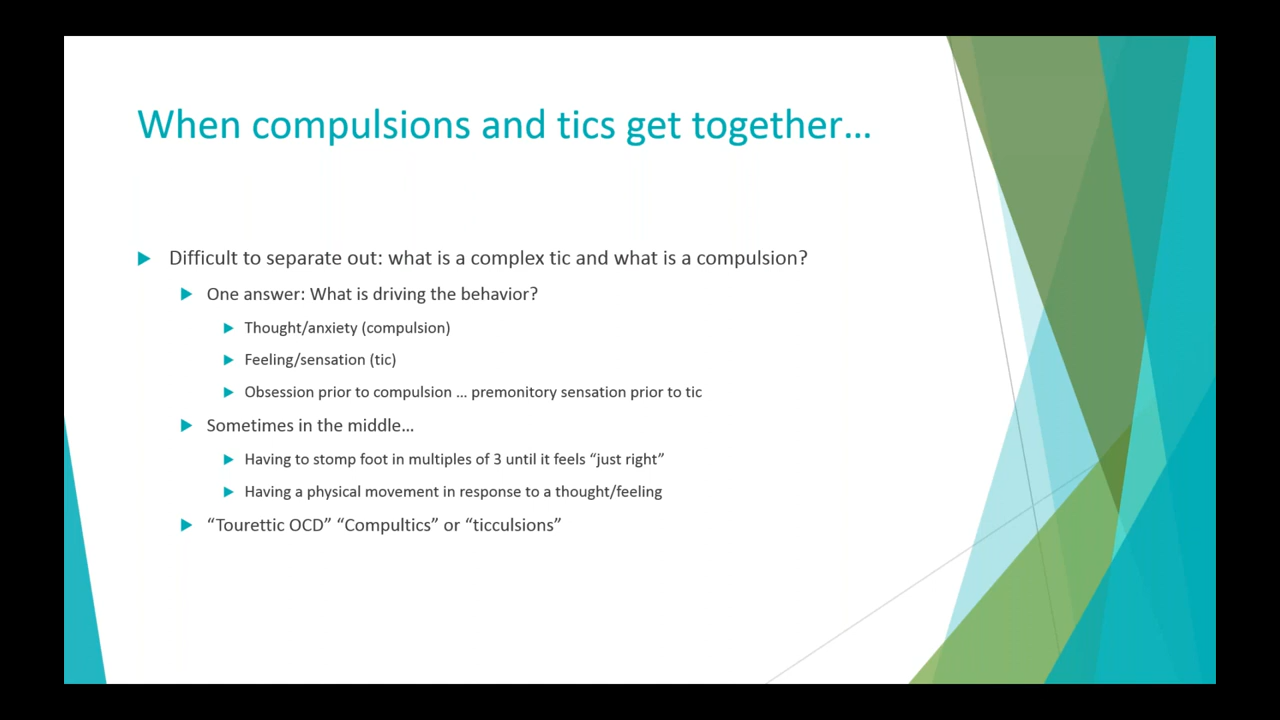 When compulsions and tics get together…
Difficult to separate out: what is a complex tic and what is a compulsion?
One answer: What is driving the behavior?
Thought/anxiety (compulsion)
Feeling/sensation (tic)
Obsession prior to compulsion … premonitory sensation prior to tic
Sometimes in the middle…
Having to stomp foot in multiples of 3 until it feels “just right”
Having a physical movement in response to a thought/feeling
“Tourettic OCD” “Compultics” or “ticculsions”